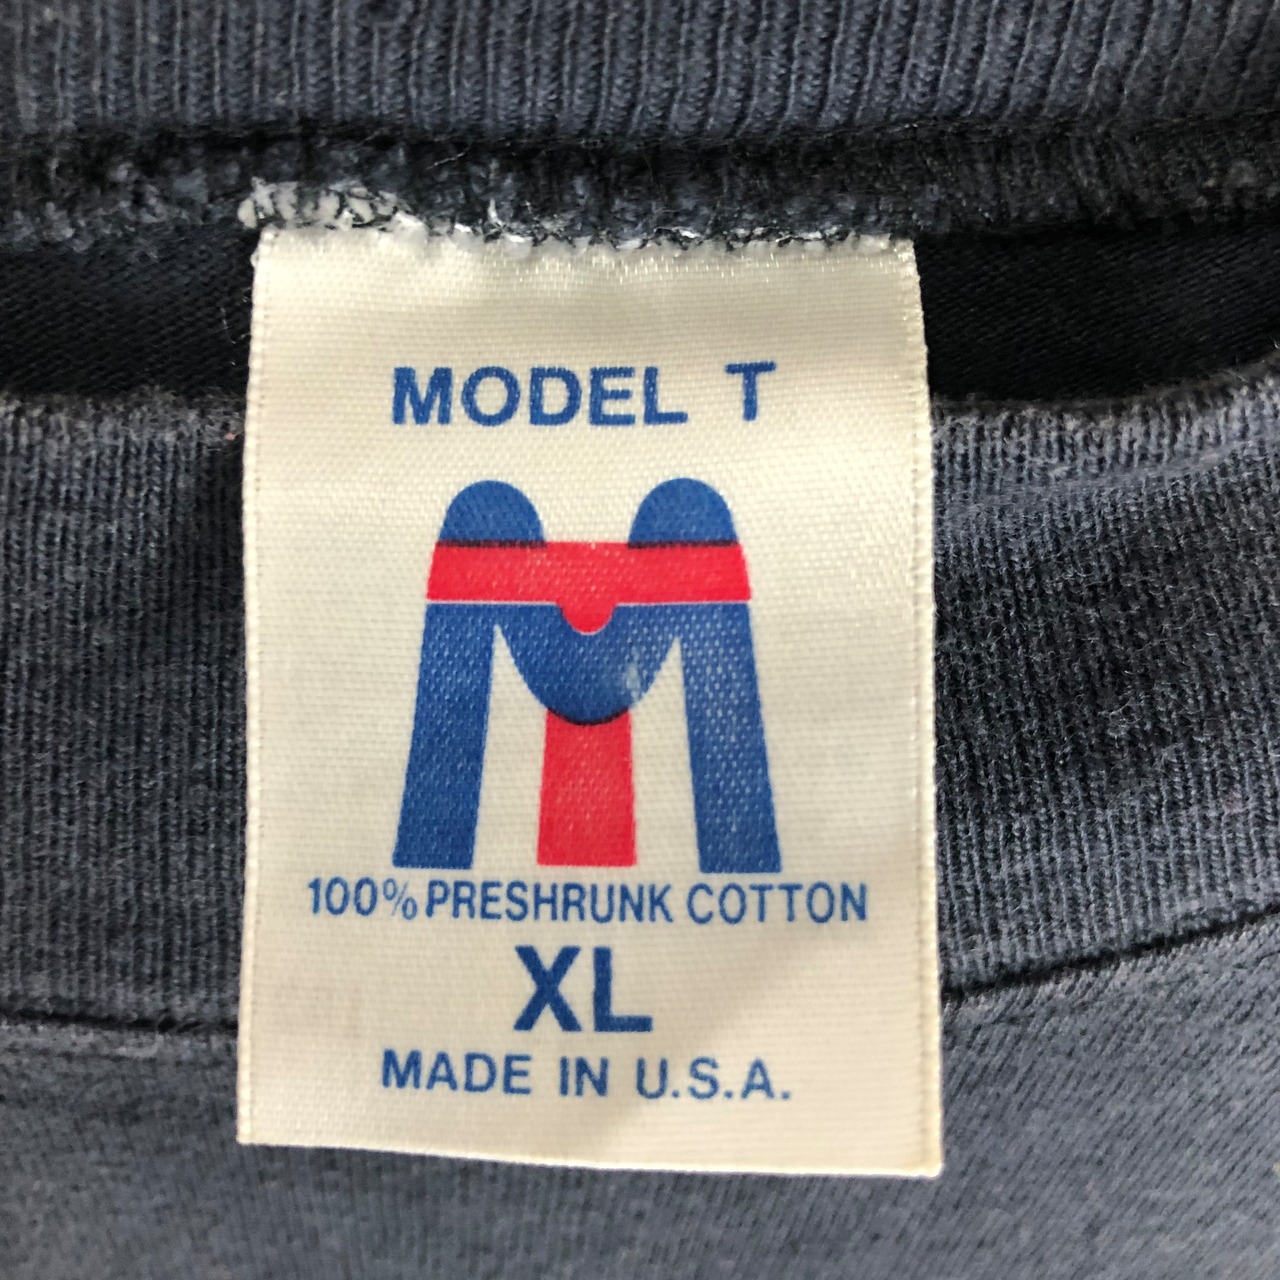 MODEL T
100% PRESHRUNK COTTON
XL
MADE IN U.S.A.